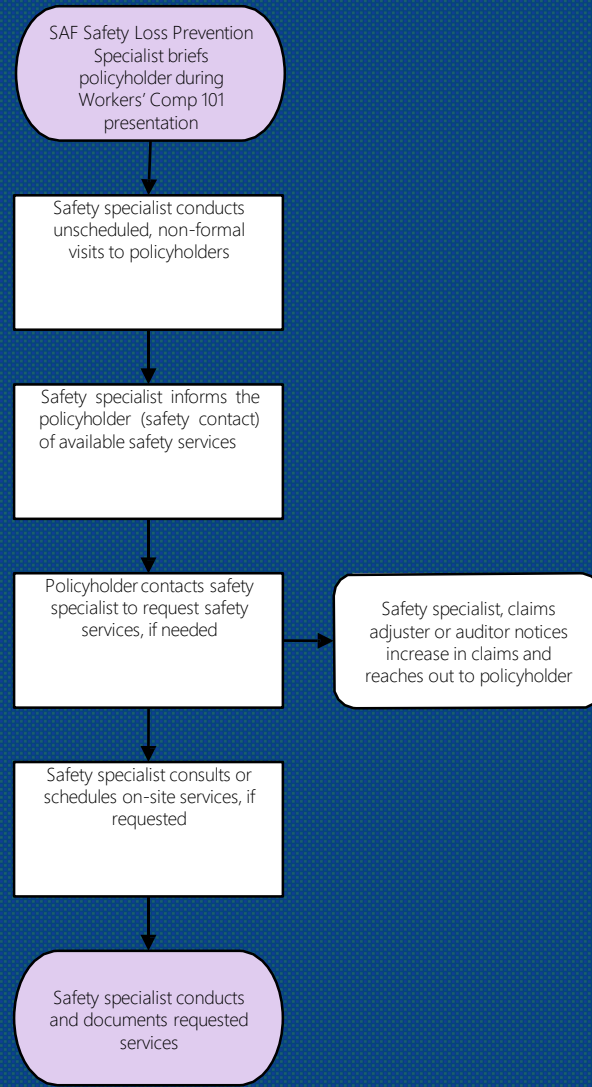 SAF Safety Loss Prevention
Specialist briefs
policyholder during
Workers’ Comp 101
presentation
Safety specialist conducts
unscheduled, non-formal
visits to policyholders
Safety specialist informs the
policyholder (safety contact)
of available safety services
Policyholder contacts safety
specialist to request safety
services, if needed
Safety specialist, claims
adjuster or auditor notices
increase in claims and
reaches out to policyholder
Safety specialist consults or
schedules on-site services, if
requested
Safety specialist conducts
and documents requested
services